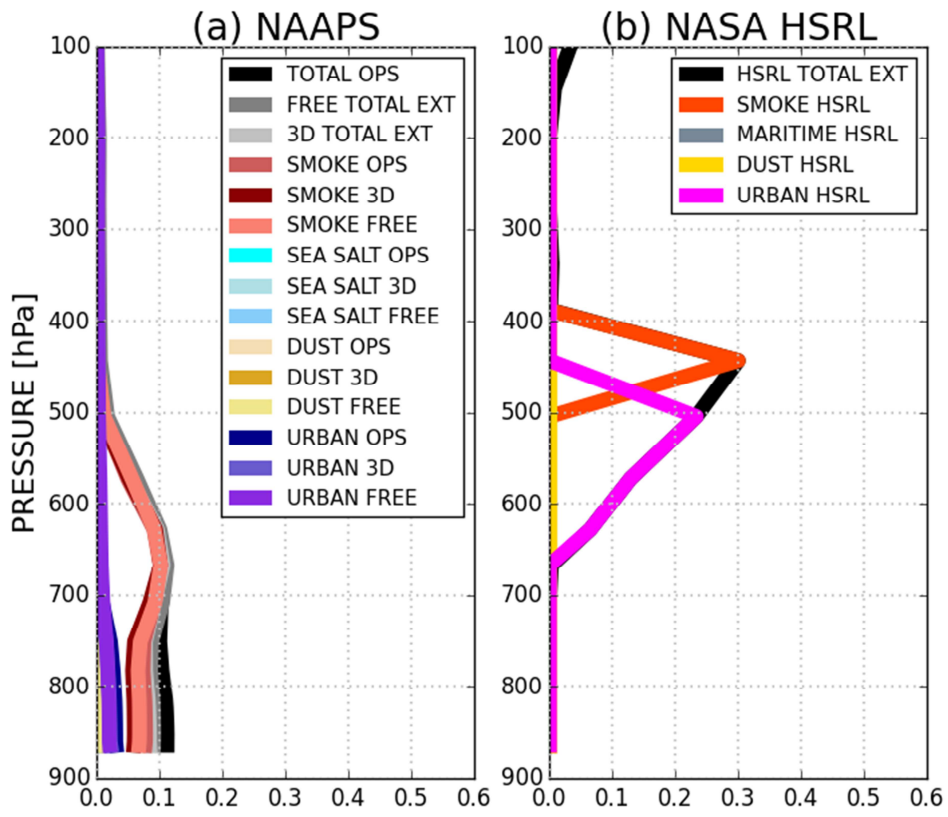 (a) NAAPS
(b) NASA HSRL
PRESSURE [hPa]
100
200
300
400
500
600
700
800
900
0.0 0.1 0.2 0.3 0.4 0.5 0.6
TOTAL OPS
FREE TOTAL EXT
3D TOTAL EXT
SMOKE OPS
SMOKE 3D
SMOKE FREE
SEA SALT OPS
SEA SALT 3D
SEA SALT FREE
DUST OPS
DUST 3D
DUST FREE
URBAN OPS
URBAN 3D
URBAN FREE
100
200
300
400
500
600
700
800
900
0.0 0.1 0.2 0.3 0.4 0.5 0.6
HSRL TOTAL EXT
SMOKE HSRL
MARITIME HSRL
DUST HSRL
URBAN HSRL